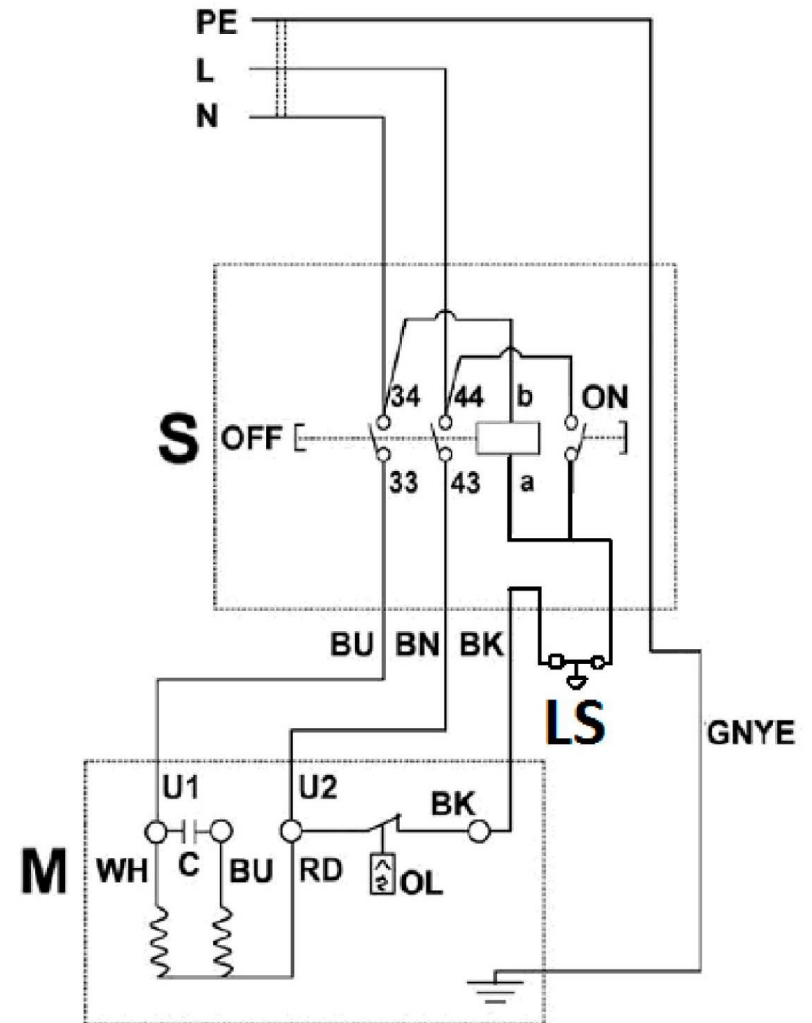 PE
L
N
34 44 b ON
S OFF
33 43 a
BU BN BK
LS
GNYE
U1 U2 BK
M WH C BU RD OL